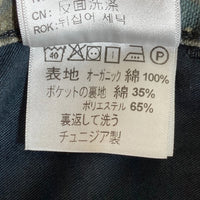 CN: 反面洗涤
ROK: 뒤집어 세탁
40
表地 オーガニック 綿 100%
ポケットの裏地 綿 35%
ポリエステル 65%
裏返して洗う
チュニジア製